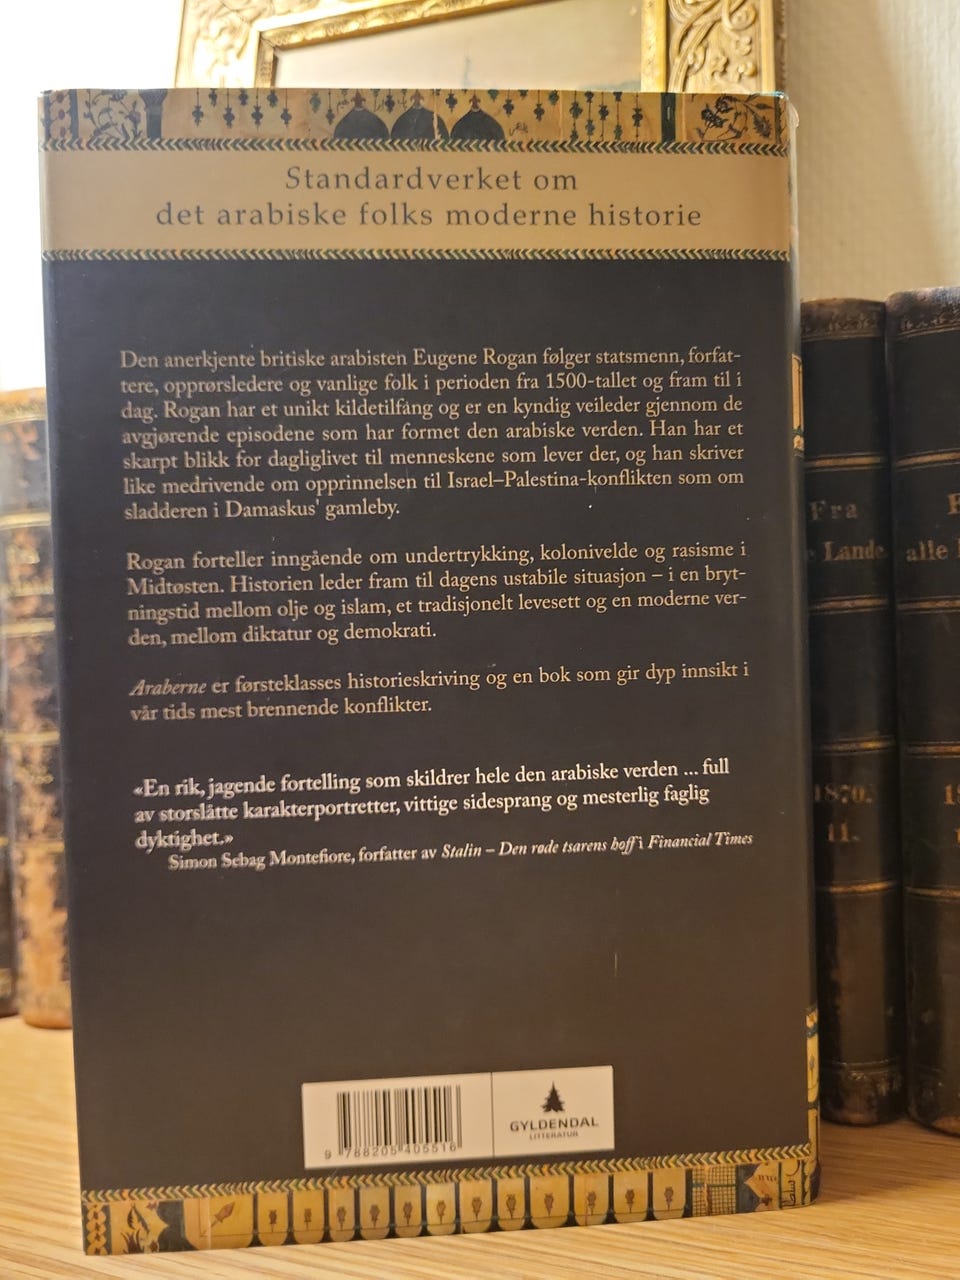 Standardverket om
det arabiske folks moderne historie
Den anerkjente britiske arabisten Eugene Rogan følger statsmenn, forfat-
tere, opprørsledere og vanlige folk i perioden fra 1500-tallet og fram til i
dag. Rogan har et unikt kildetilfang og er en kyndig veileder gjennom de
avgjørende episodene som har formet den arabiske verden. Han har et
skarpt blikk for dagliglivet til menneskene som lever der, og han skriver
like medrivende om opprinnelsen til Israel–Palestina-konflikten som om
sladderen i Damaskus' gamleby.
Rogan forteller inngående om undertrykking, kolonivelde og rasisme i
Midtøsten. Historien leder fram til dagens ustabile situasjon – i en bryt-
ningstid mellom olje og islam, et tradisjonelt levesett og en moderne ver-
den, mellom diktatur og demokrati.
Araberne er førsteklasses historieskriving og en bok som gir dyp innsikt i
vår tids mest brennende konflikter.
«En rik, jagende fortelling som skildrer hele den arabiske verden ... full
av storslåtte karakterportretter, vittige sidesprang og mesterlig faglig
dyktighet.»
Simon Sebag Montefiore, forfatter av Stalin – Den røde tsarens hoff i Financial Times
9 788205 405516
GYLDENDAL
LITTERATUR
Fra
Lande
1870.
11.
alle